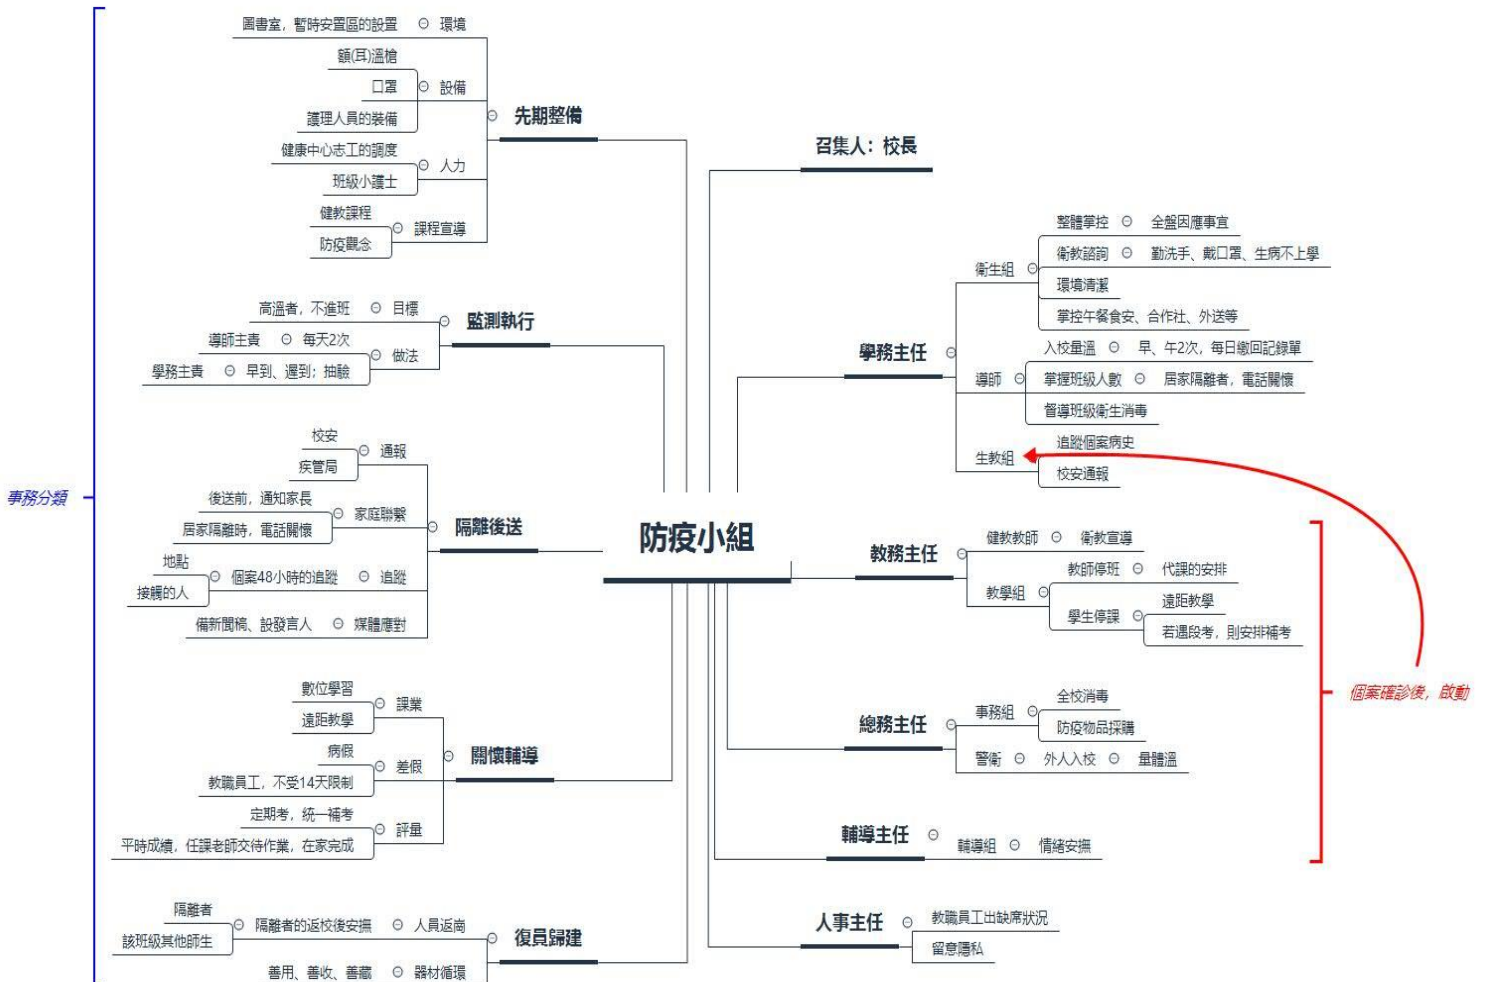 防疫小組
召集人：校長
學務主任
衛生組
整體掌控
全盤因應事宜
衛教諮詢
勤洗手、戴口罩、生病不上學
環境清潔
掌控午餐食安、合作社、外送等
導師
入校量溫
早、午2次，每日繳回記錄單
掌握班級人數
居家隔離者，電話關懷
督導班級衛生消毒
生教組
追蹤個案病史
校安通報
教務主任
健教教師
衛教宣導
教學組
教師停班
代課的安排
學生停課
遠距教學
若遇段考，則安排補考
總務主任
事務組
全校消毒
防疫物品採購
警衛
外人入校
量體溫
輔導主任
輔導組
情緒安撫
人事主任
教職員工出缺席狀況
留意隱私
個案確診後，啟動
事務分類
先期整備
環境
圖書室，暫時安置區的設置
設備
額(耳)溫槍
口罩
護理人員的裝備
人力
健康中心志工的調度
班級小護士
課程宣導
健教課程
防疫觀念
監測執行
目標
高溫者，不進班
做法
每天2次
導師主責
早到、遲到；抽驗
學務主責
隔離後送
通報
校安
疾管局
家庭聯繫
後送前，通知家長
居家隔離時，電話關懷
追蹤
個案48小時的追蹤
地點
接觸的人
媒體應對
備新聞稿、設發言人
關懷輔導
課業
數位學習
遠距教學
差假
病假
教職員工，不受14天限制
評量
定期考，統一補考
平時成績，任課老師交待作業，在家完成
復員歸建
人員返崗
隔離者的返校後安撫
隔離者
該班級其他師生
器材循環
善用、善收、善藏